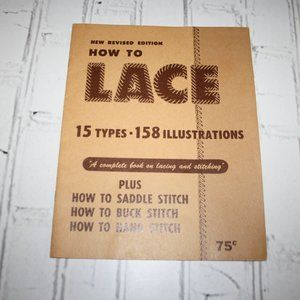 NEW REVISED EDITION
HOW TO
LACE
15 TYPES · 158 ILLUSTRATIONS
"A complete book on lacing and stitching"
PLUS
HOW TO SADDLE STITCH
HOW TO BUCK STITCH
HOW TO HAND STITCH
75c